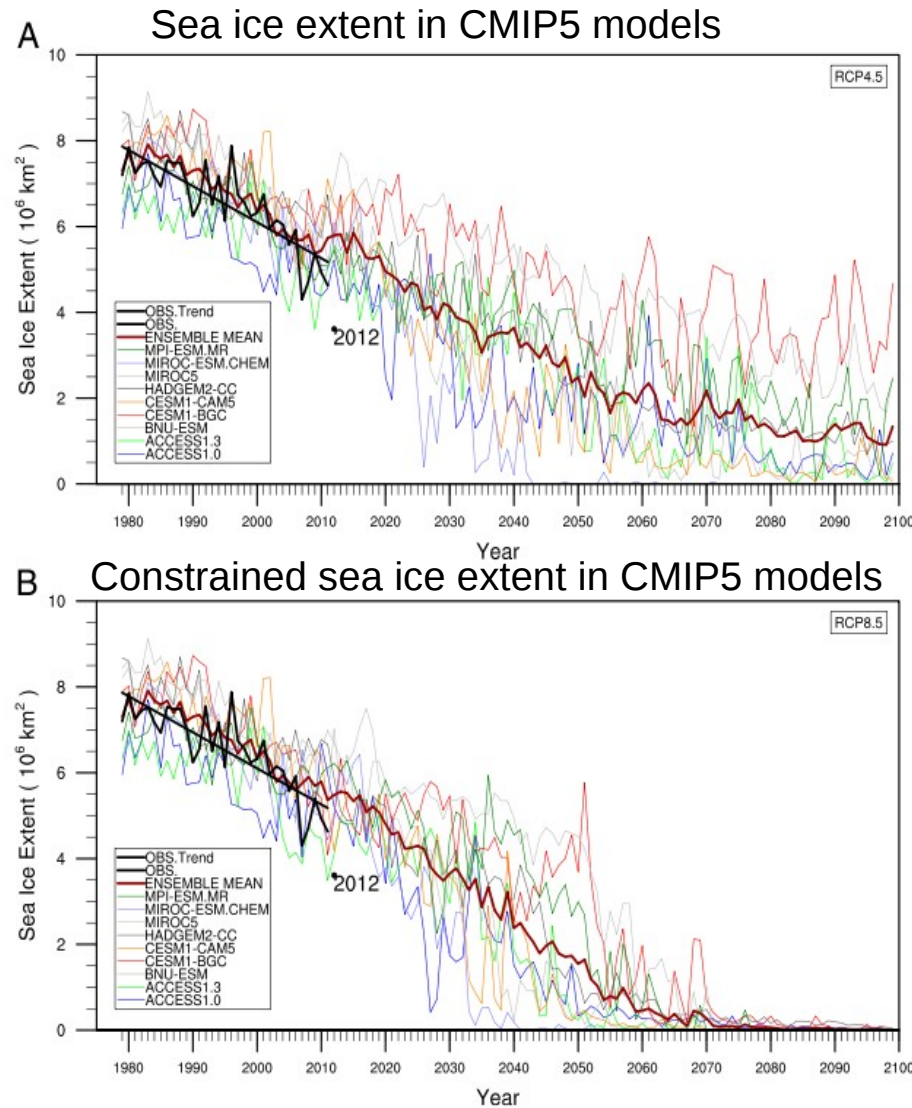 A
Sea ice extent in CMIP5 models
RCP4.5
Sea Ice Extent ( 10⁶ km² )
10
8
6
4
2
0
2012
OBS.Trend
OBS.
ENSEMBLE MEAN
MPI-ESM.MR
MIROC-ESM.CHEM
MIROC5
HADGEM2-CC
CESM1-CAM5
CESM1-BGC
BNU-ESM
ACCESS1.3
ACCESS1.0
1980 1990 2000 2010 2020 2030 2040 2050 2060 2070 2080 2090 2100
Year
B
Constrained sea ice extent in CMIP5 models
RCP8.5
Sea Ice Extent ( 10⁶ km² )
10
8
6
4
2
0
2012
OBS.Trend
OBS.
ENSEMBLE MEAN
MPI-ESM.MR
MIROC-ESM.CHEM
MIROC5
HADGEM2-CC
CESM1-CAM5
CESM1-BGC
BNU-ESM
ACCESS1.3
ACCESS1.0
1980 1990 2000 2010 2020 2030 2040 2050 2060 2070 2080 2090 2100
Year